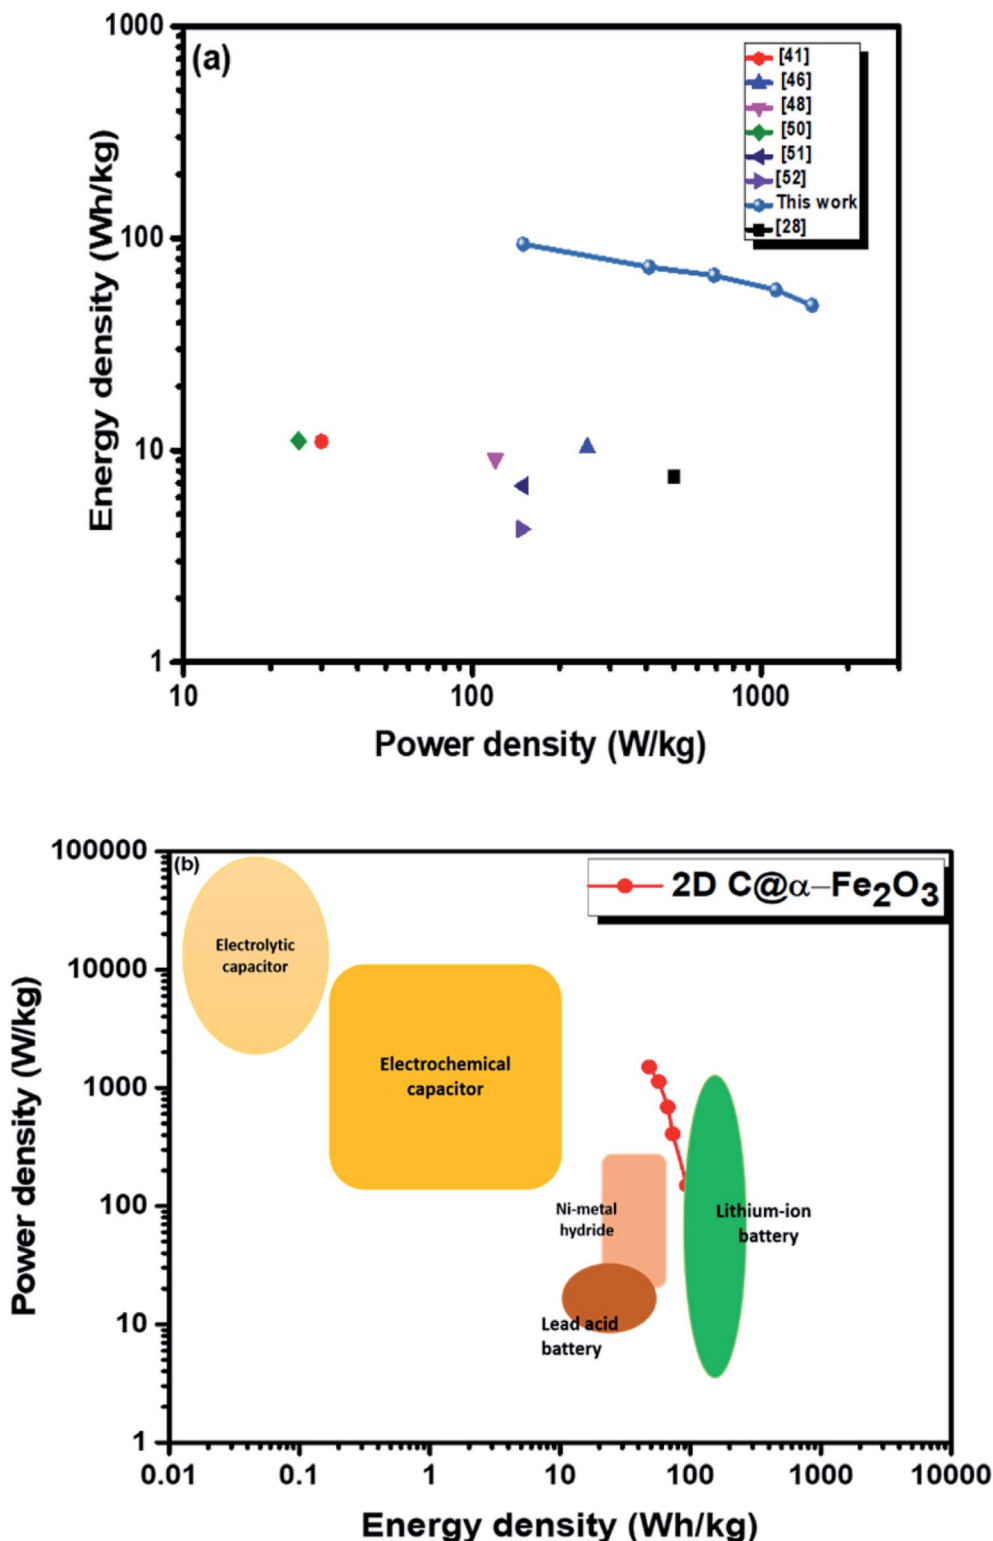 (a)
1000
100
10
1
Energy density (Wh/kg)
[41]
[46]
[48]
[50]
[51]
[52]
This work
[28]
10
100
1000
Power density (W/kg)
(b)
100000
10000
1000
100
10
1
Power density (W/kg)
2D C@α–Fe₂O₃
Electrolytic
capacitor
Electrochemical
capacitor
Ni-metal
hydride
Lithium-ion
battery
Lead acid
battery
0.01
0.1
1
10
100
1000
10000
Energy density (Wh/kg)